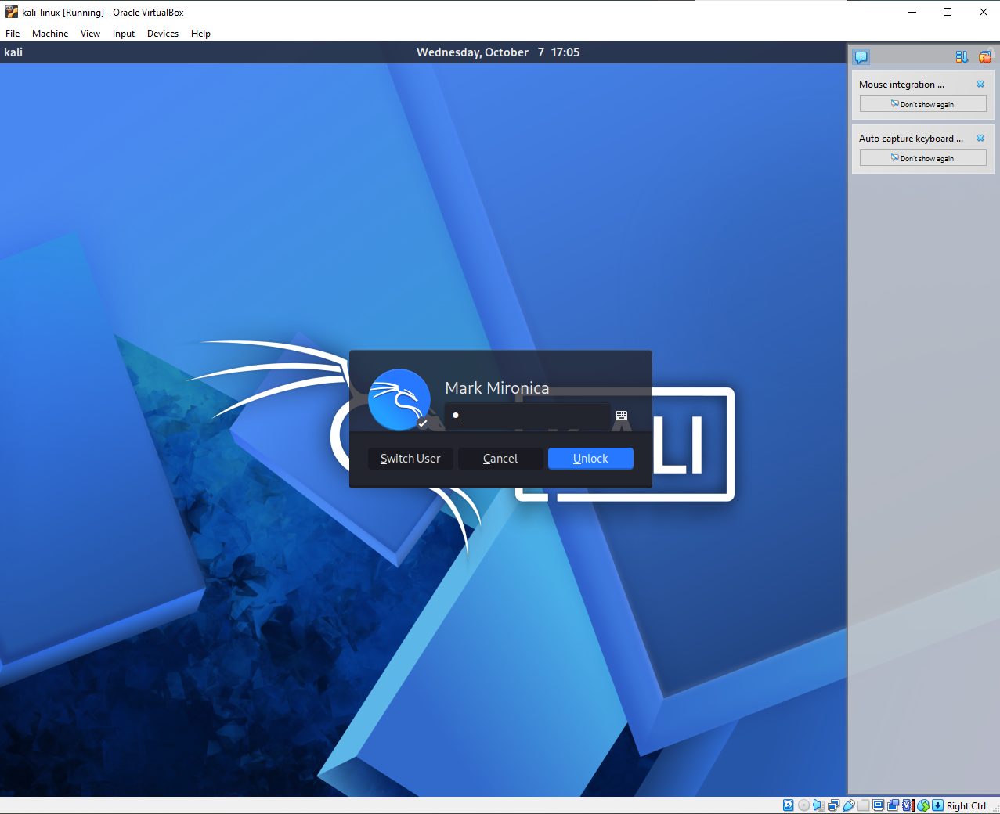 kali-linux [Running] - Oracle VirtualBox
File Machine View Input Devices Help
kali
Wednesday, October 7 17:05
Mouse integration ...
Don't show again
Auto capture keyboard ...
Don't show again
Mark Mironica
Switch User Cancel Unlock
ALI
Right Ctrl